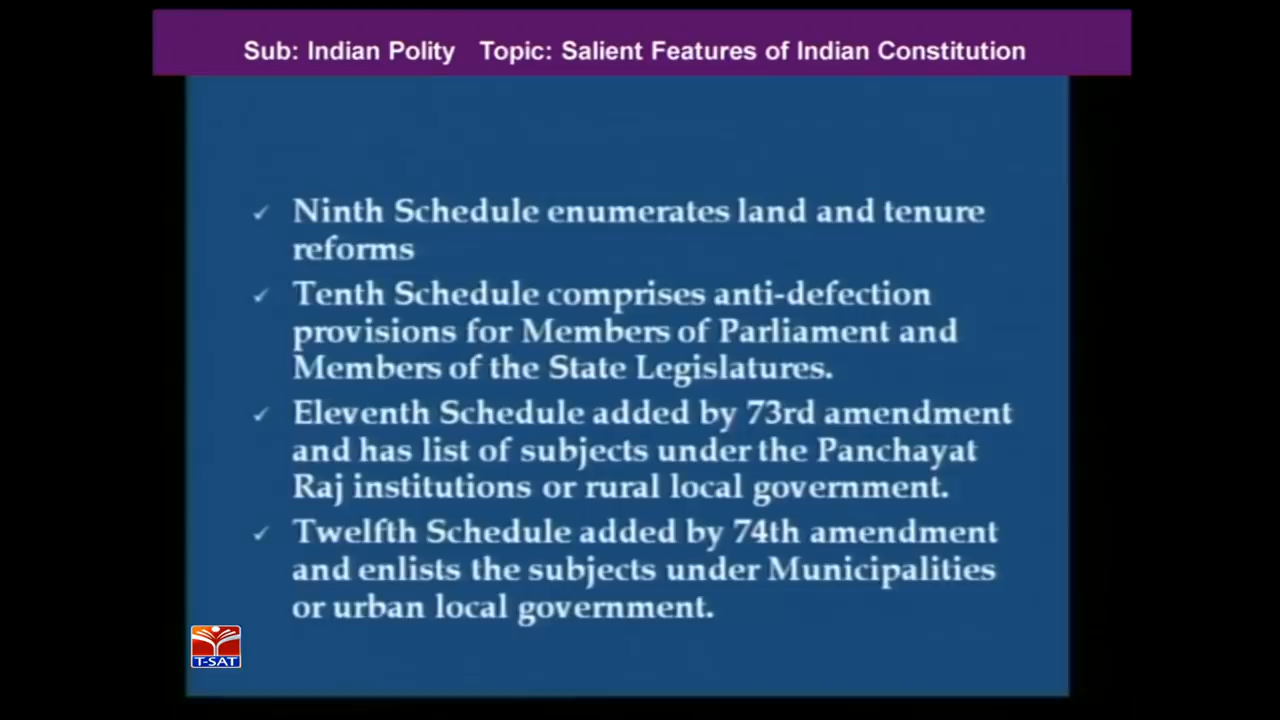 Sub: Indian Polity Topic: Salient Features of Indian Constitution
✓ Ninth Schedule enumerates land and tenure
reforms
✓ Tenth Schedule comprises anti-defection
provisions for Members of Parliament and
Members of the State Legislatures.
✓ Eleventh Schedule added by 73rd amendment
and has list of subjects under the Panchayat
Raj institutions or rural local government.
✓ Twelfth Schedule added by 74th amendment
and enlists the subjects under Municipalities
or urban local government.
T-SAT